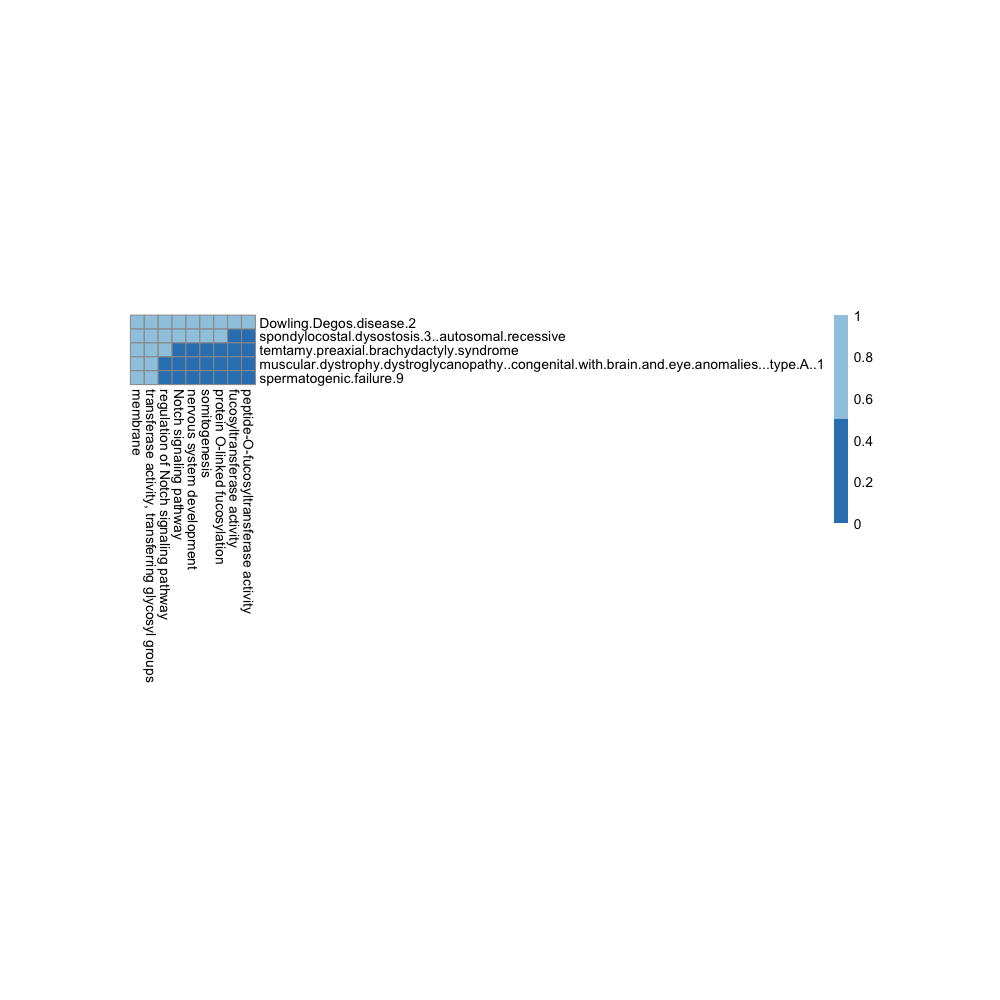 Dowling.Degos.disease.2
spondylocostal.dysostosis.3..autosomal.recessive
temtamy.preaxial.brachydactyly.syndrome
muscular.dystrophy.dystroglycanopathy..congenital.with.brain.and.eye.anomalies...type.A..1
spermatogenic.failure.9
membrane
transferase activity, transferring glycosyl groups
regulation of Notch signaling pathway
Notch signaling pathway
nervous system development
somitogenesis
protein O-linked fucosylation
fucosyltransferase activity
peptide-O-fucosyltransferase activity
1
0.8
0.6
0.4
0.2
0